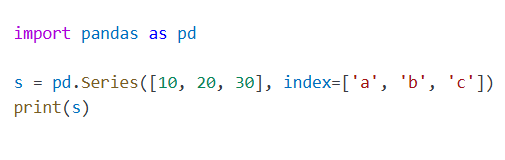 import pandas as pd
s = pd.Series([10, 20, 30], index=['a', 'b', 'c'])
print(s)